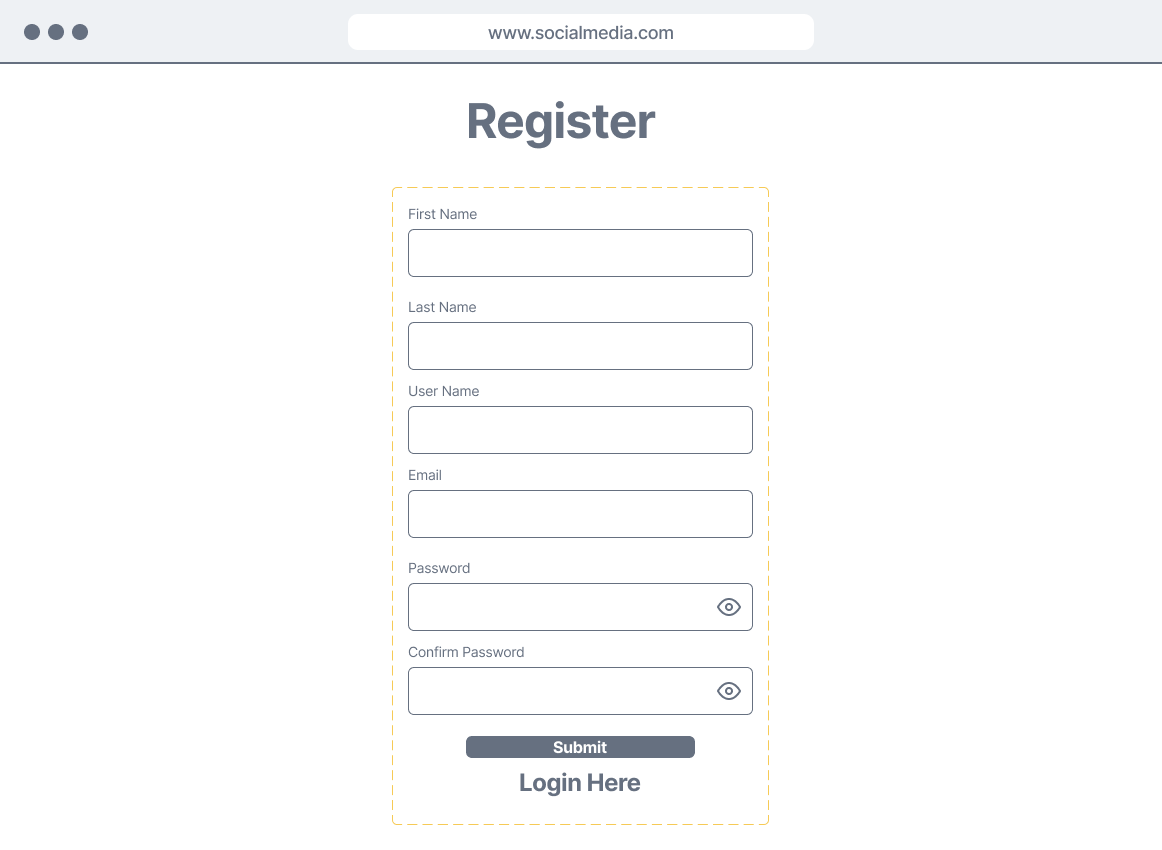 www.socialmedia.com
Register
First Name
Last Name
User Name
Email
Password
Confirm Password
Submit
Login Here